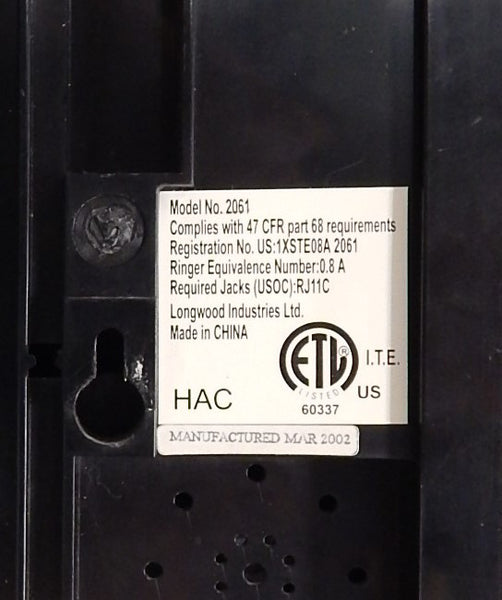 Model No. 2061
Complies with 47 CFR part 68 requirements
Registration No. US:1XSTE08A 2061
Ringer Equivalence Number:0.8 A
Required Jacks (USOC):RJ11C
Longwood Industries Ltd.
Made in CHINA
ETL ® I.T.E.
LISTED US
HAC 60337
MANUFACTURED MAR 2002